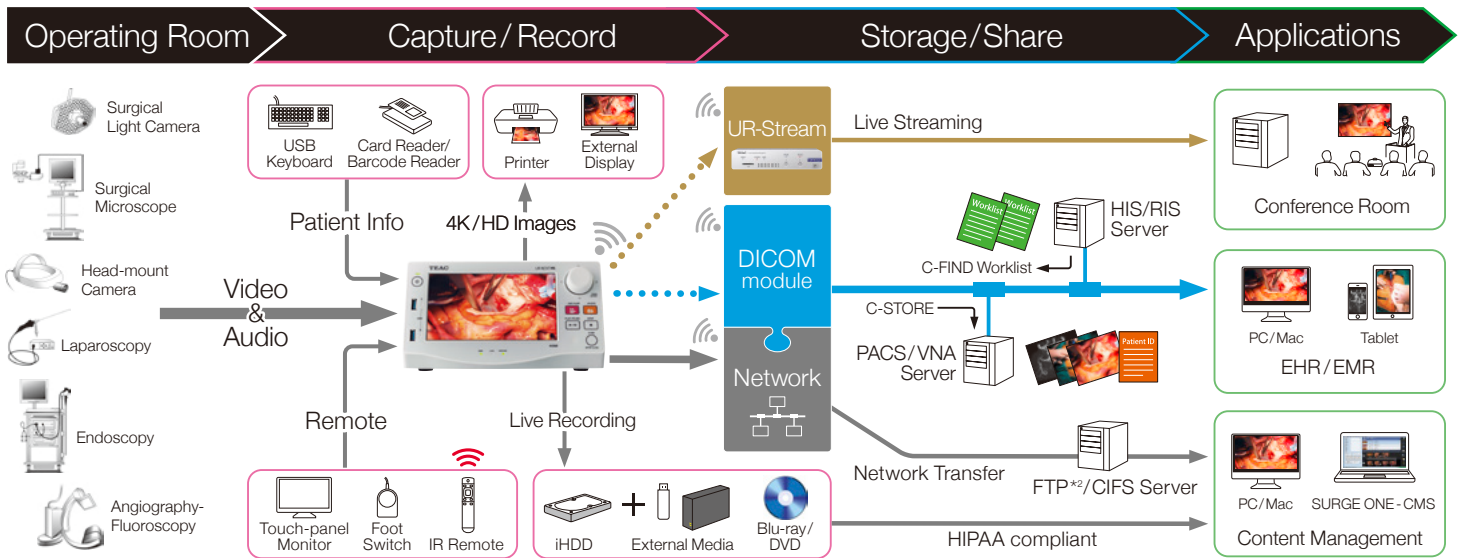 Operating Room
Capture/Record
Storage/Share
Applications
Surgical
Light Camera
Surgical
Microscope
Head-mount
Camera
Laparoscopy
Endoscopy
Angiography-
Fluoroscopy
Video
&
Audio
USB
Keyboard
Card Reader/
Barcode Reader
Patient Info
Printer
External
Display
4K/HD Images
TEAC
Remote
Touch-panel
Monitor
Foot
Switch
IR Remote
Live Recording
iHDD
External Media
Blu-ray/
DVD
UR-Stream
DICOM
module
Network
Live Streaming
Worklist
Worklist
HIS/RIS
Server
C-FIND Worklist
C-STORE
PACS/VNA
Server
Patient ID
Network Transfer
FTP*2/CIFS Server
HIPAA compliant
Conference Room
PC/Mac
Tablet
EHR/EMR
PC/Mac
SURGE ONE-CMS
Content Management